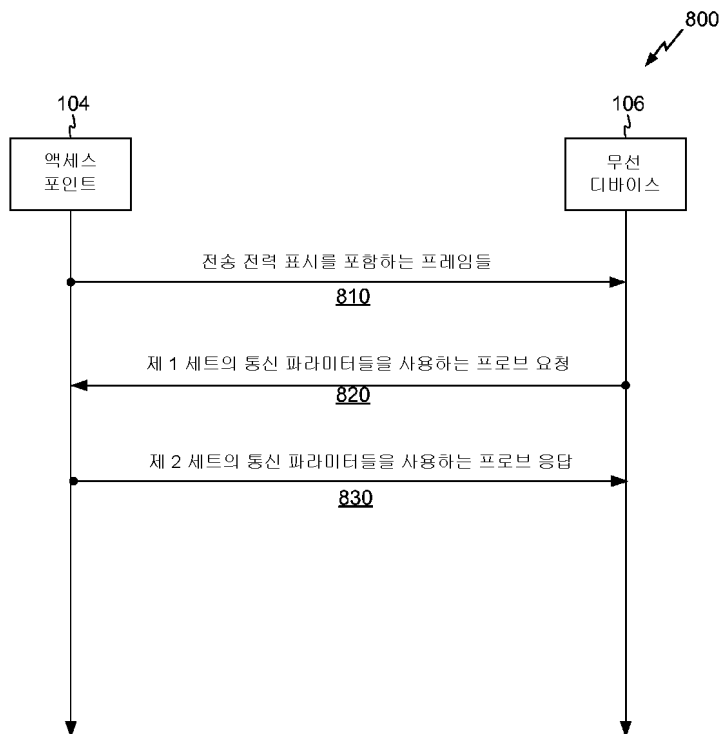 800
104
106
액세스
포인트
무선
디바이스
전송 전력 표시를 포함하는 프레임들
810
제 1 세트의 통신 파라미터들을 사용하는 프로브 요청
820
제 2 세트의 통신 파라미터들을 사용하는 프로브 응답
830